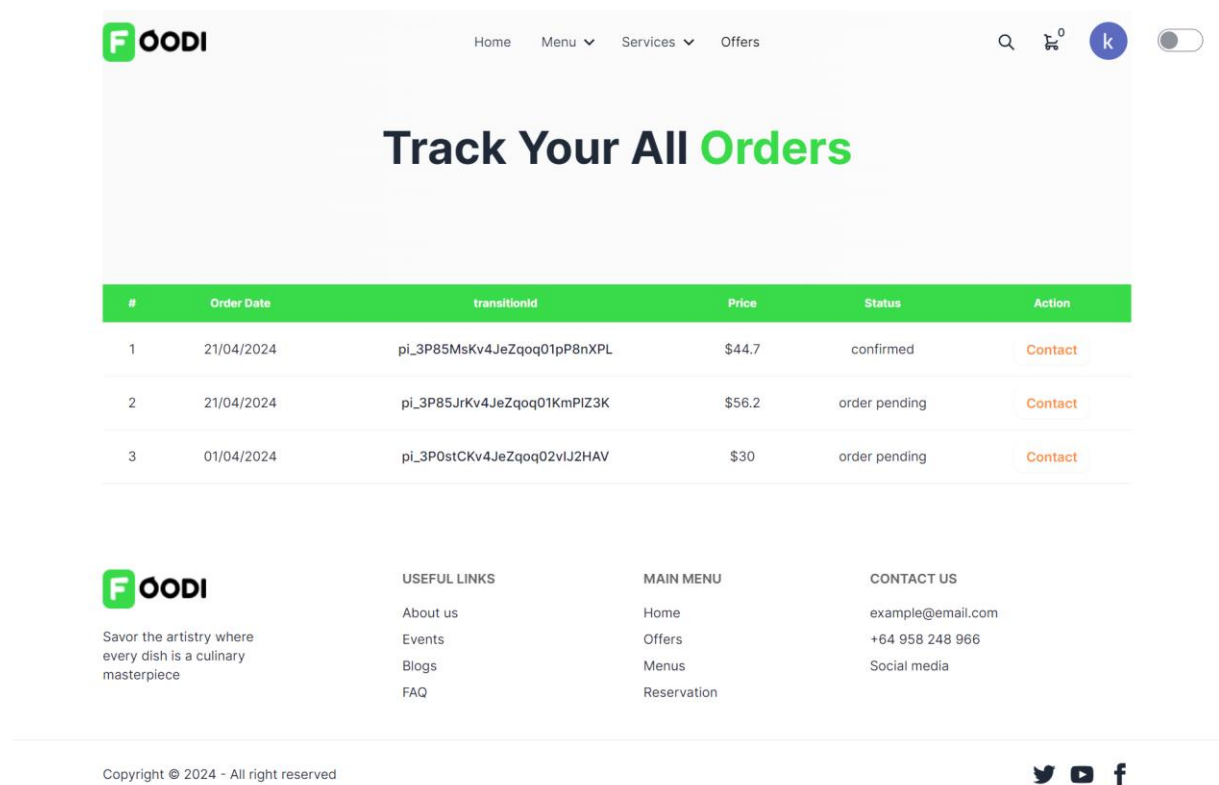 FOODI
Home Menu Services Offers 0 k
Track Your All Orders
# Order Date transitionId Price Status Action
1 21/04/2024 pi_3P85MsKv4JeZqoq01pP8nXPL $44.7 confirmed Contact
2 21/04/2024 pi_3P85JrKv4JeZqoq01KmPlZ3K $56.2 order pending Contact
3 01/04/2024 pi_3P0stCKv4JeZqoq02vIJ2HAV $30 order pending Contact
FOODI
Savor the artistry where
every dish is a culinary
masterpiece
USEFUL LINKS
About us
Events
Blogs
FAQ
MAIN MENU
Home
Offers
Menus
Reservation
CONTACT US
example@email.com
+64 958 248 966
Social media
Copyright © 2024 - All right reserved